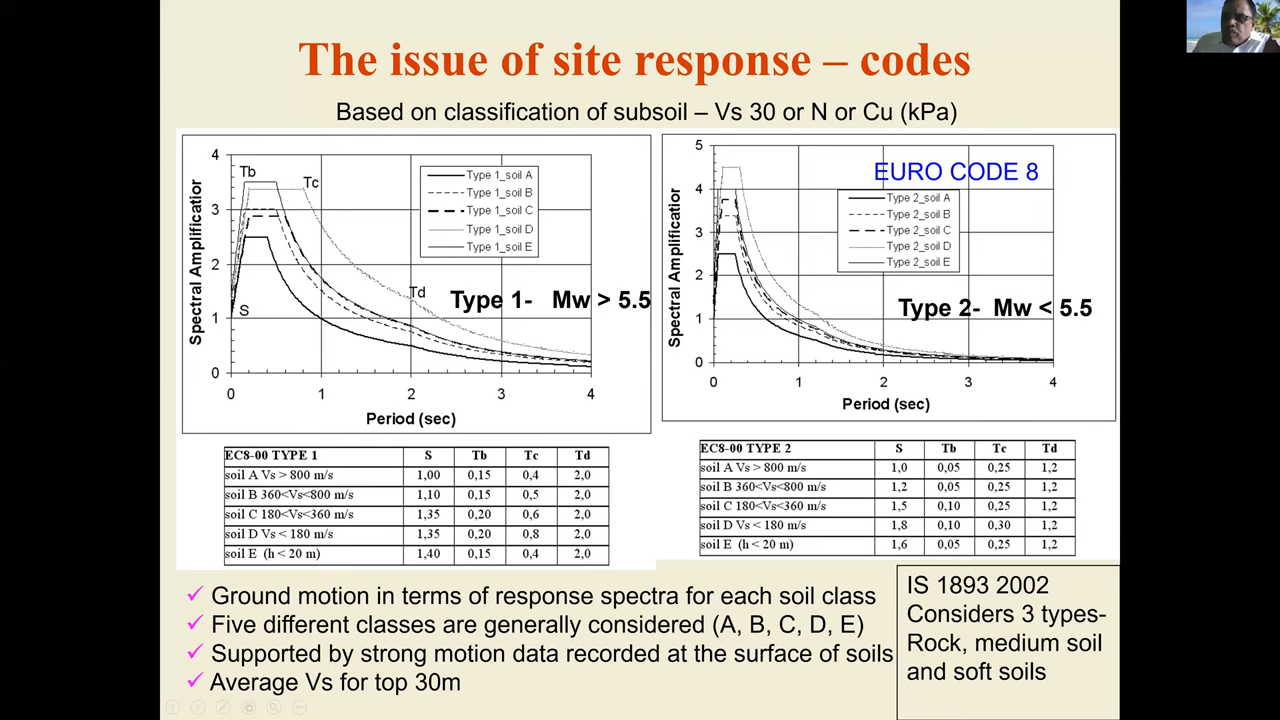 The issue of site response – codes
Based on classification of subsoil – Vs 30 or N or Cu (kPa)
4
3
2
1
0
Spectral Amplificatior
Tb
Tc
Td
S
Type 1_soil A
Type 1_soil B
Type 1_soil C
Type 1_soil D
Type 1_soil E
Type 1- Mw > 5.5
0 1 2 3 4
Period (sec)
5
4
3
2
1
0
Spectral Amplificatior
EURO CODE 8
Type 2_soil A
Type 2_soil B
Type 2_soil C
Type 2_soil D
Type 2_soil E
Type 2- Mw < 5.5
0 1 2 3 4
Period (sec)
EC8-00 TYPE 1 S Tb Tc Td
soil A Vs > 800 m/s 1,00 0,15 0,4 2,0
soil B 360<Vs<800 m/s 1,10 0,15 0,5 2,0
soil C 180<Vs<360 m/s 1,35 0,20 0,6 2,0
soil D Vs < 180 m/s 1,35 0,20 0,8 2,0
soil E (h < 20 m) 1,40 0,15 0,4 2,0
EC8-00 TYPE 2 S Tb Tc Td
soil A Vs > 800 m/s 1,0 0,05 0,25 1,2
soil B 360<Vs<800 m/s 1,2 0,05 0,25 1,2
soil C 180<Vs<360 m/s 1,5 0,10 0,25 1,2
soil D Vs < 180 m/s 1,8 0,10 0,30 1,2
soil E (h < 20 m) 1,6 0,05 0,25 1,2
✓ Ground motion in terms of response spectra for each soil class
✓ Five different classes are generally considered (A, B, C, D, E)
✓ Supported by strong motion data recorded at the surface of soils
✓ Average Vs for top 30m
IS 1893 2002
Considers 3 types-
Rock, medium soil
and soft soils